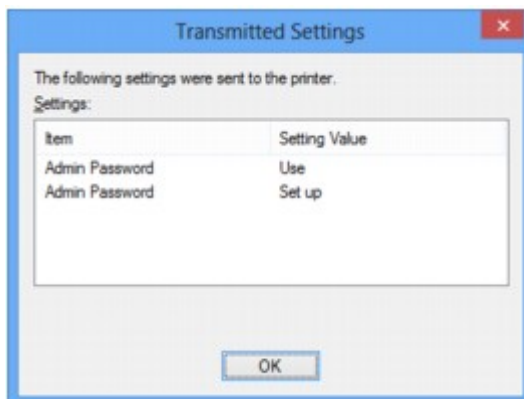 Transmitted Settings
The following settings were sent to the printer.
Settings:
Item Setting Value
Admin Password Use
Admin Password Set up
OK